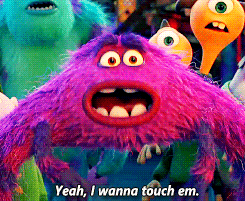 Yeah, I wanna touch em.